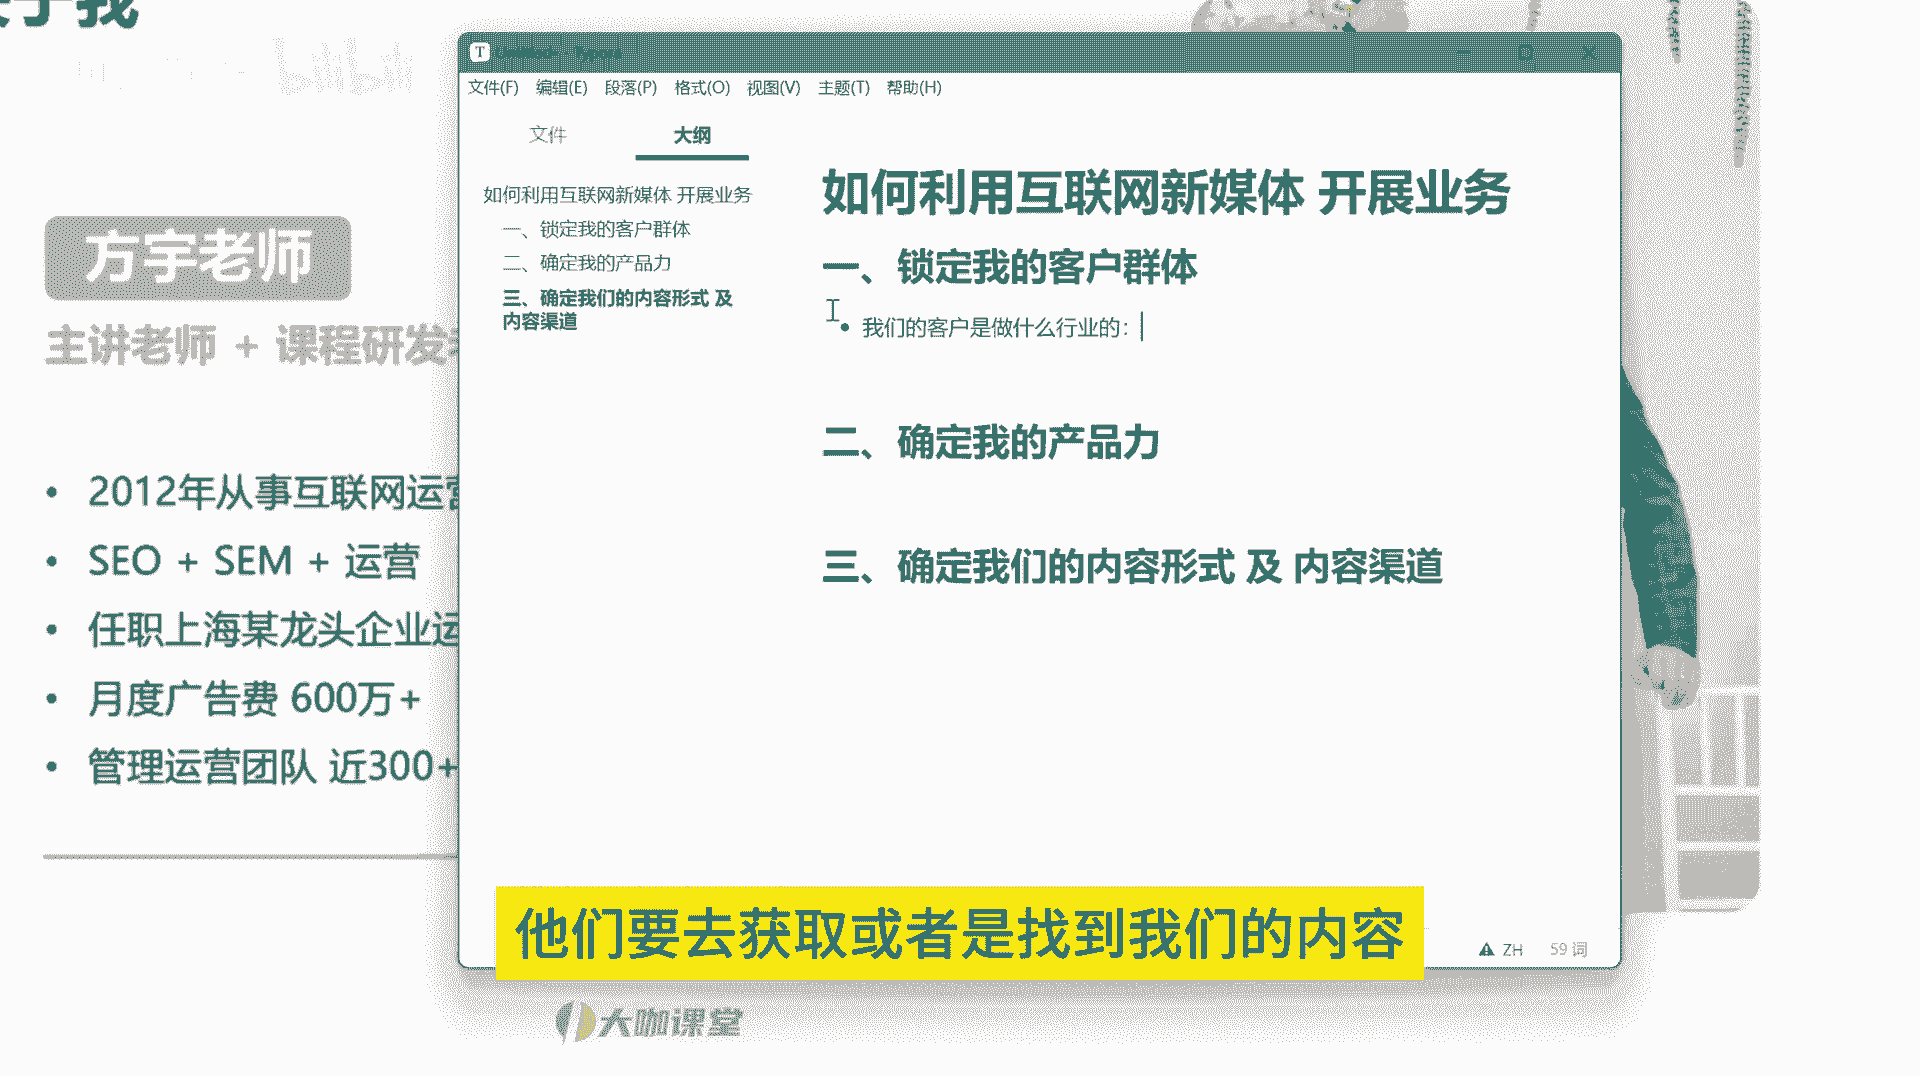 于我
bilibili
方宇老师
主讲老师 + 课程研发
2012年从事互联网运营
SEO + SEM + 运营
任职上海某龙头企业运
月度广告费 600万+
管理运营团队 近300+
T
文件(F) 编辑(E) 段落(P) 格式(O) 视图(V) 主题(T) 帮助(H)
文件 大纲
如何利用互联网新媒体 开展业务
一、锁定我的客户群体
二、确定我的产品力
三、确定我们的内容形式 及
内容渠道
如何利用互联网新媒体 开展业务
一、锁定我的客户群体
我们的客户是做什么行业的：
二、确定我的产品力
三、确定我们的内容形式 及 内容渠道
他们要去获取或者是找到我们的内容
ZH 59 词
大咖课堂